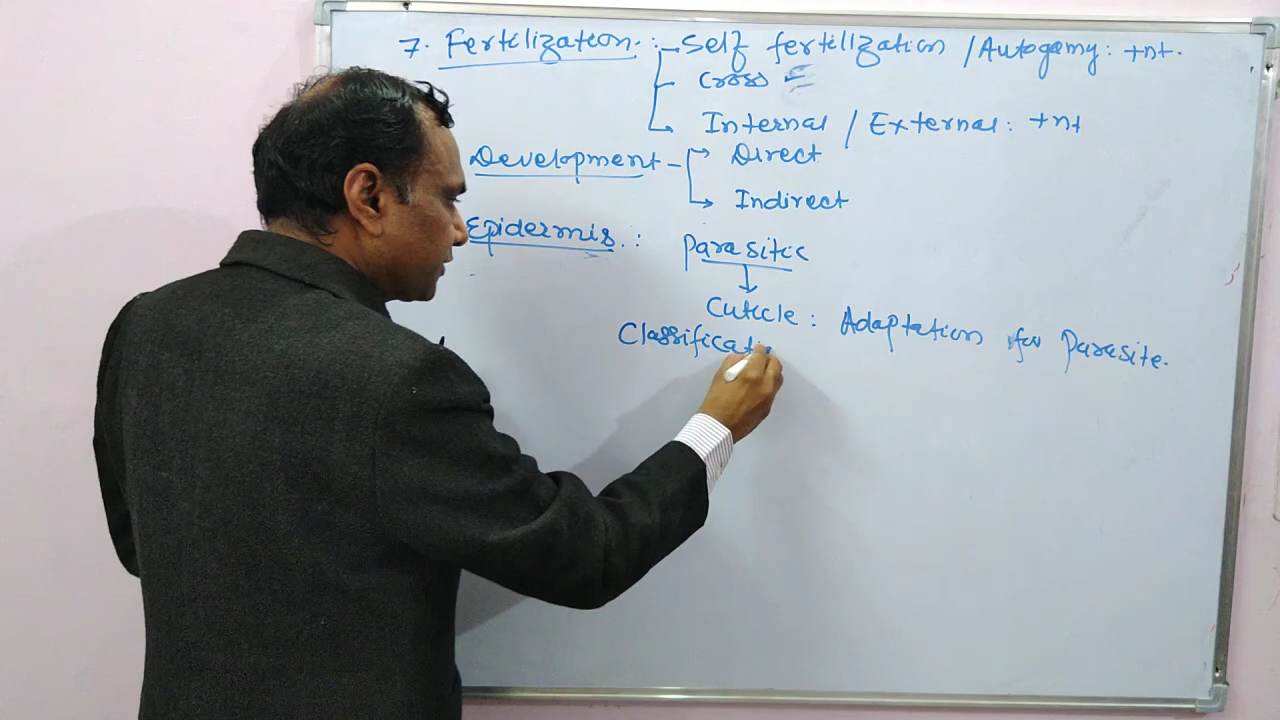 7. Fertilization : Self fertilization / Autogamy : +nt.
Cross
Internal / External : +nt
Development - Direct
Indirect
Epidermis. : Parasitic
Cuticle : Adaptation for Parasite.
Classificati